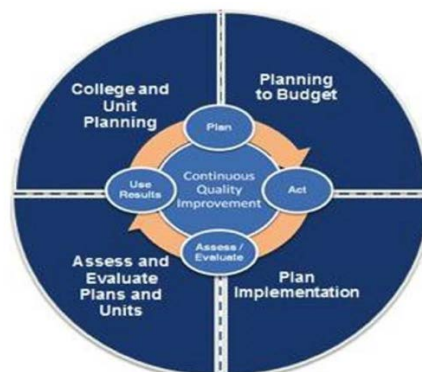 College and
Unit
Planning
Planning
to Budget
Plan
Use
Results
Continuous
Quality
Improvement
Act
Assess /
Evaluate
Assess and
Evaluate
Plans and
Units
Plan
Implementation